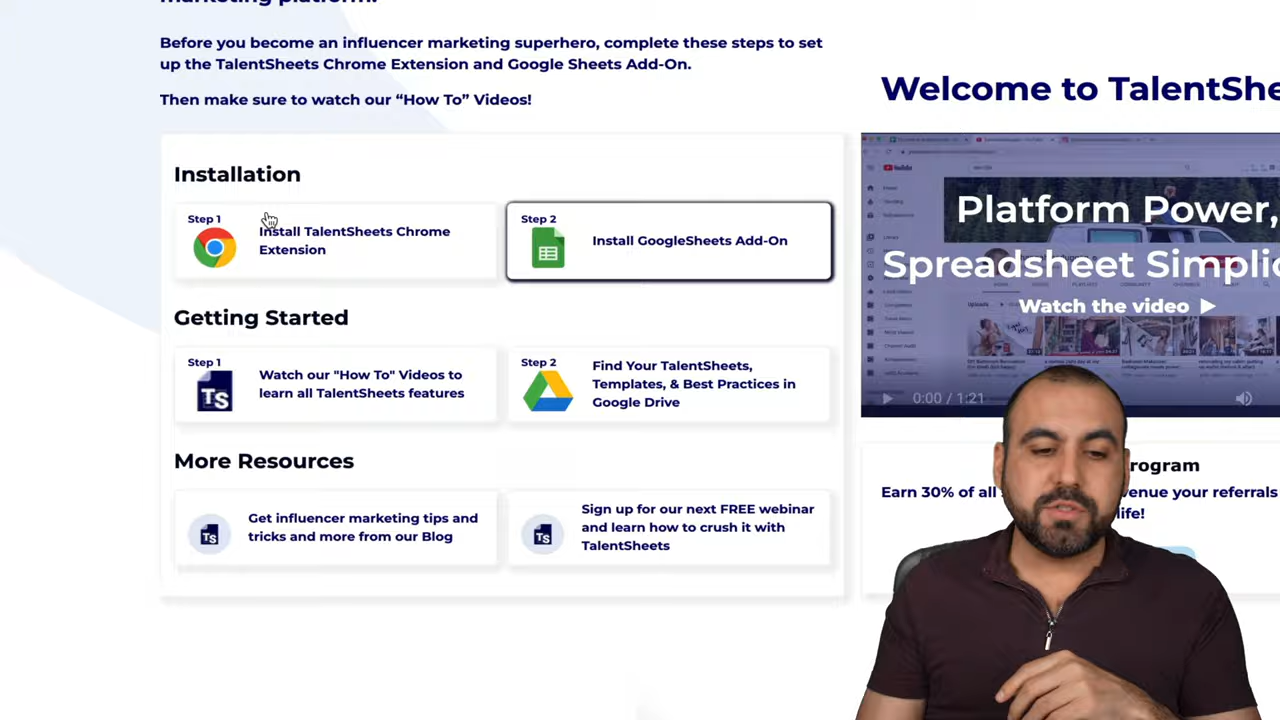 marketing platform.
Before you become an influencer marketing superhero, complete these steps to set
up the TalentSheets Chrome Extension and Google Sheets Add-On.
Then make sure to watch our “How To” Videos!
Installation
Step 1
Install TalentSheets Chrome
Extension
Step 2
Install GoogleSheets Add-On
Getting Started
Step 1
Watch our "How To" Videos to
learn all TalentSheets features
Step 2
Find Your TalentSheets,
Templates, & Best Practices in
Google Drive
More Resources
Get influencer marketing tips and
tricks and more from our Blog
Sign up for our next FREE webinar
and learn how to crush it with
TalentSheets
Welcome to TalentShe
YouTube
Platform Power,
Spreadsheet Simplic
Watch the video
0:00 / 1:21
rogram
Earn 30% of all
venue your referrals
life!